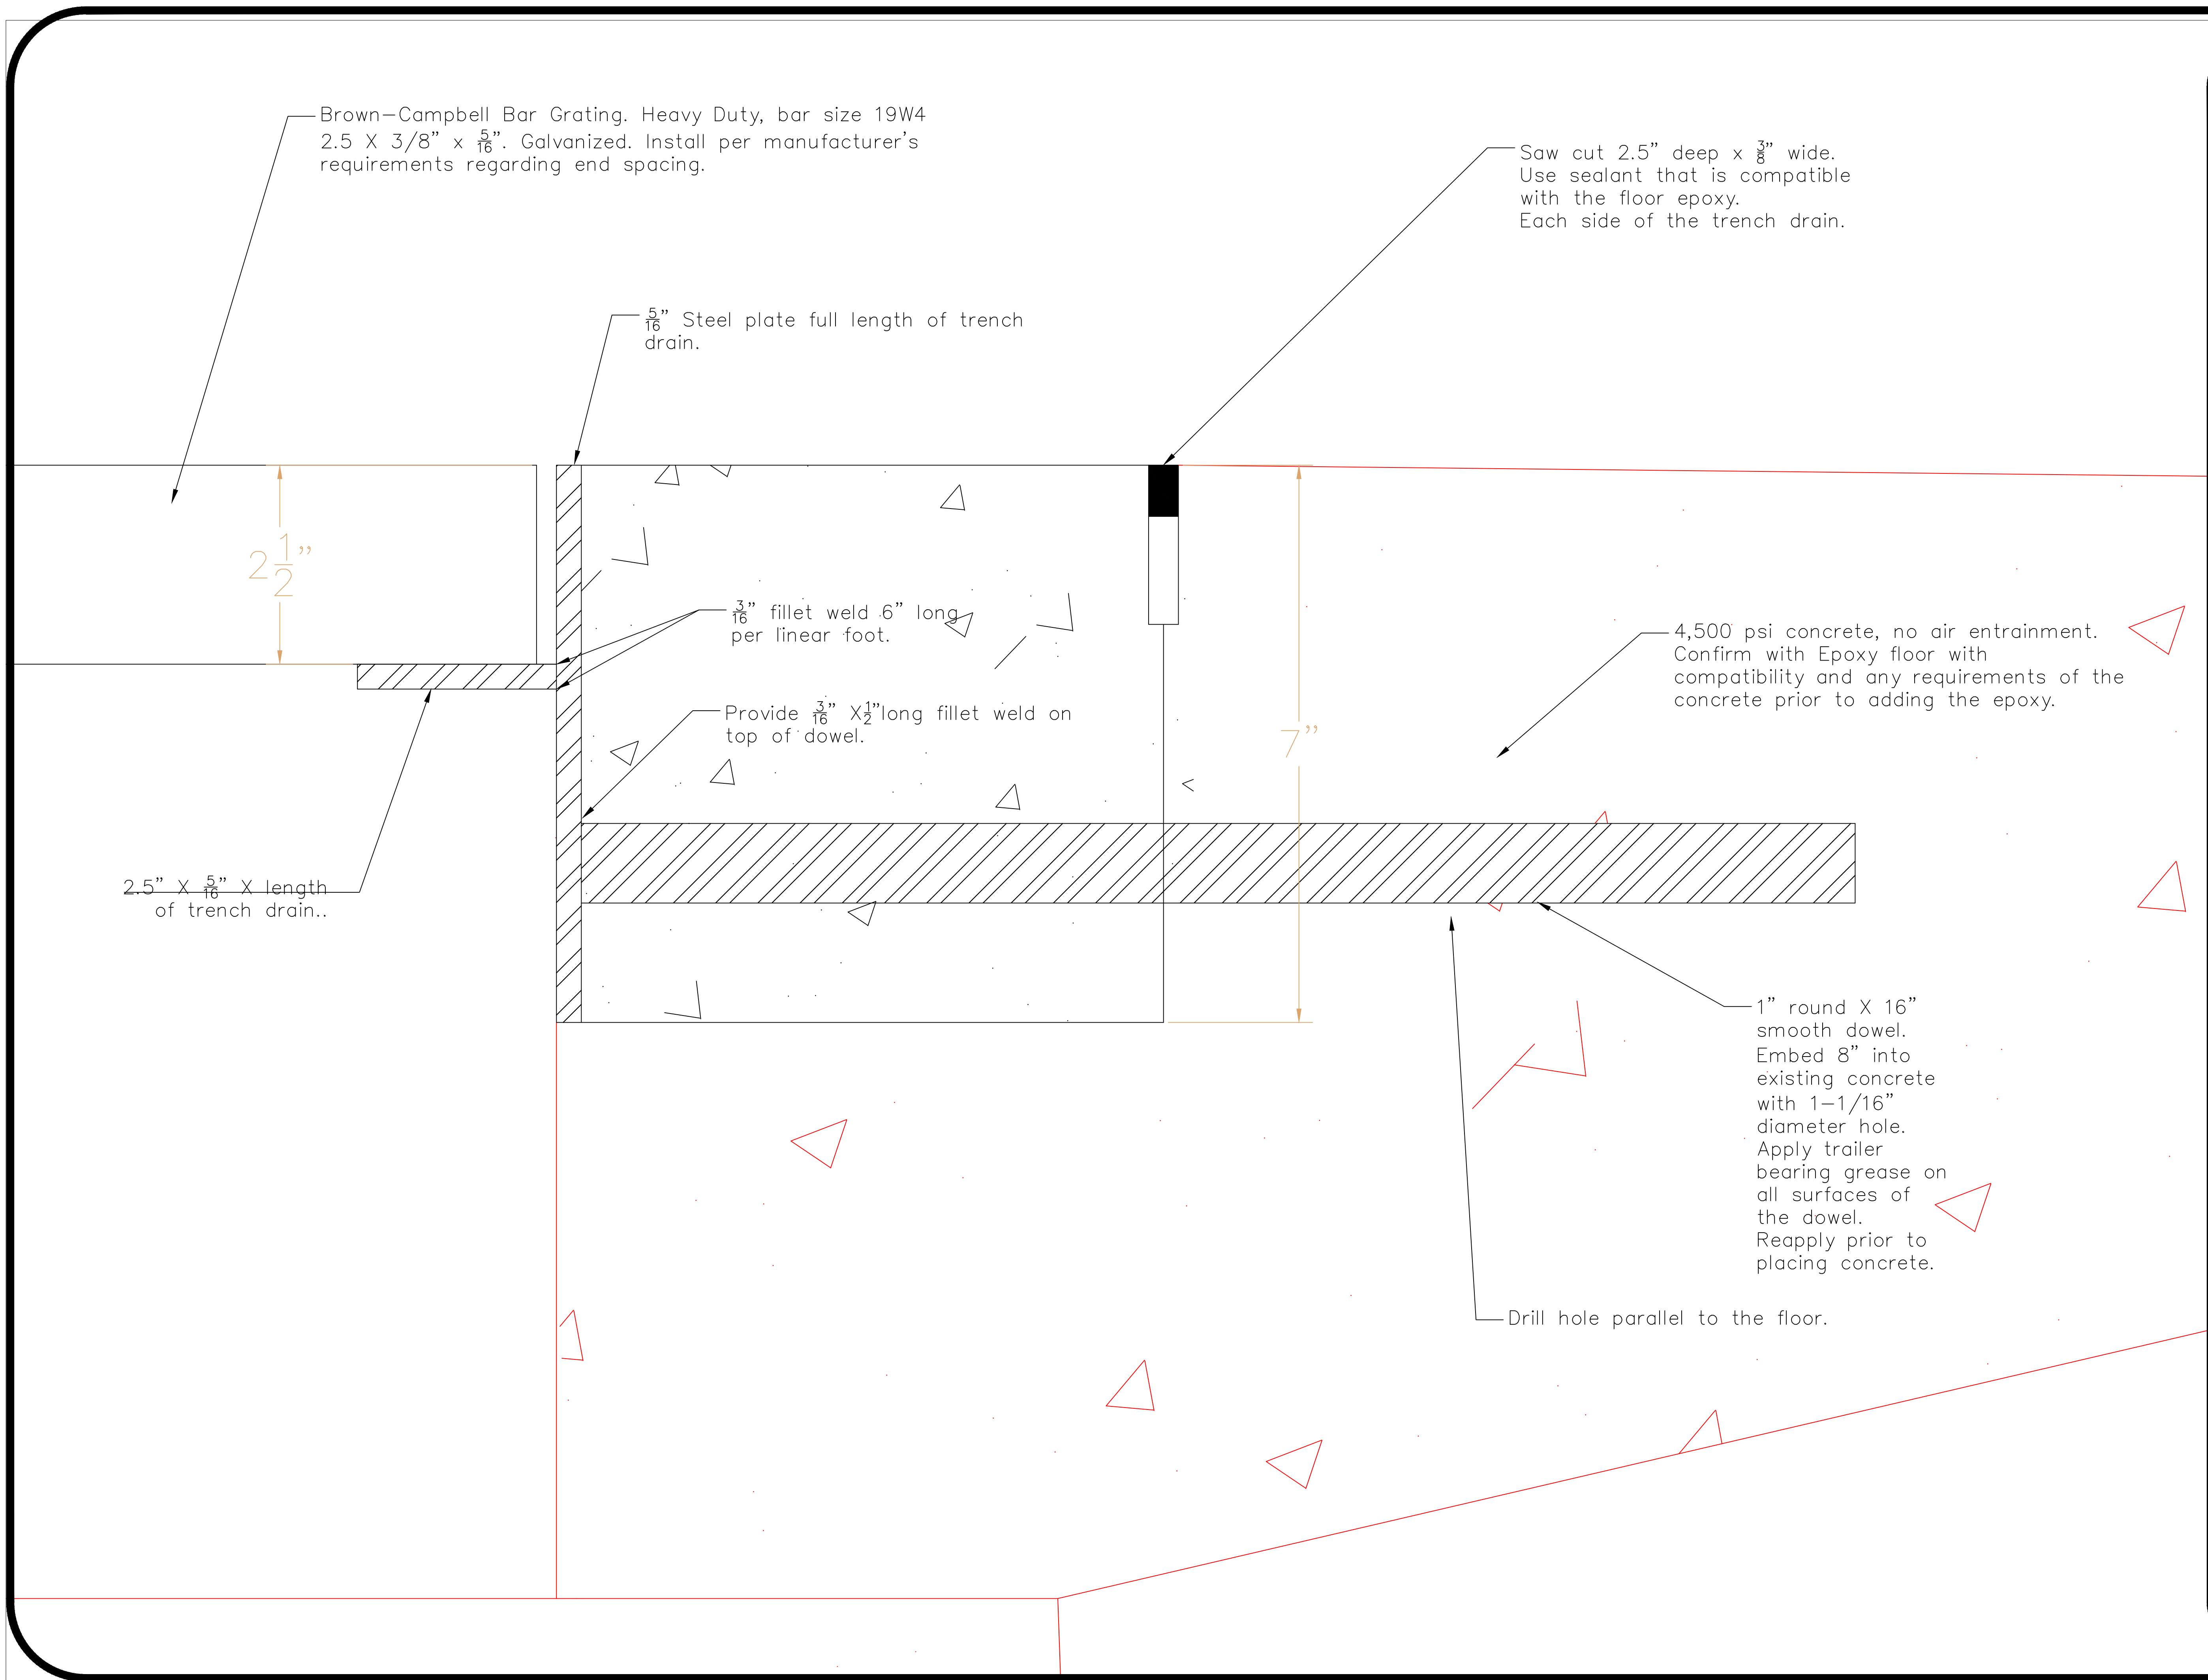 Brown-Campbell Bar Grating. Heavy Duty, bar size 19W4
2.5 X 3/8" x 5/16". Galvanized. Install per manufacturer's
requirements regarding end spacing.
Saw cut 2.5" deep x 3/8" wide.
Use sealant that is compatible
with the floor epoxy.
Each side of the trench drain.
5/16" Steel plate full length of trench
drain.
2 1/2"
3/16" fillet weld 6" long
per linear foot.
4,500 psi concrete, no air entrainment.
Confirm with Epoxy floor with
compatibility and any requirements of the
concrete prior to adding the epoxy.
Provide 3/16" X1/2"long fillet weld on
top of dowel.
7"
2.5" X 5/16" X length
of trench drain..
1" round X 16"
smooth dowel.
Embed 8" into
existing concrete
with 1-1/16"
diameter hole.
Apply trailer
bearing grease on
all surfaces of
the dowel.
Reapply prior to
placing concrete.
Drill hole parallel to the floor.